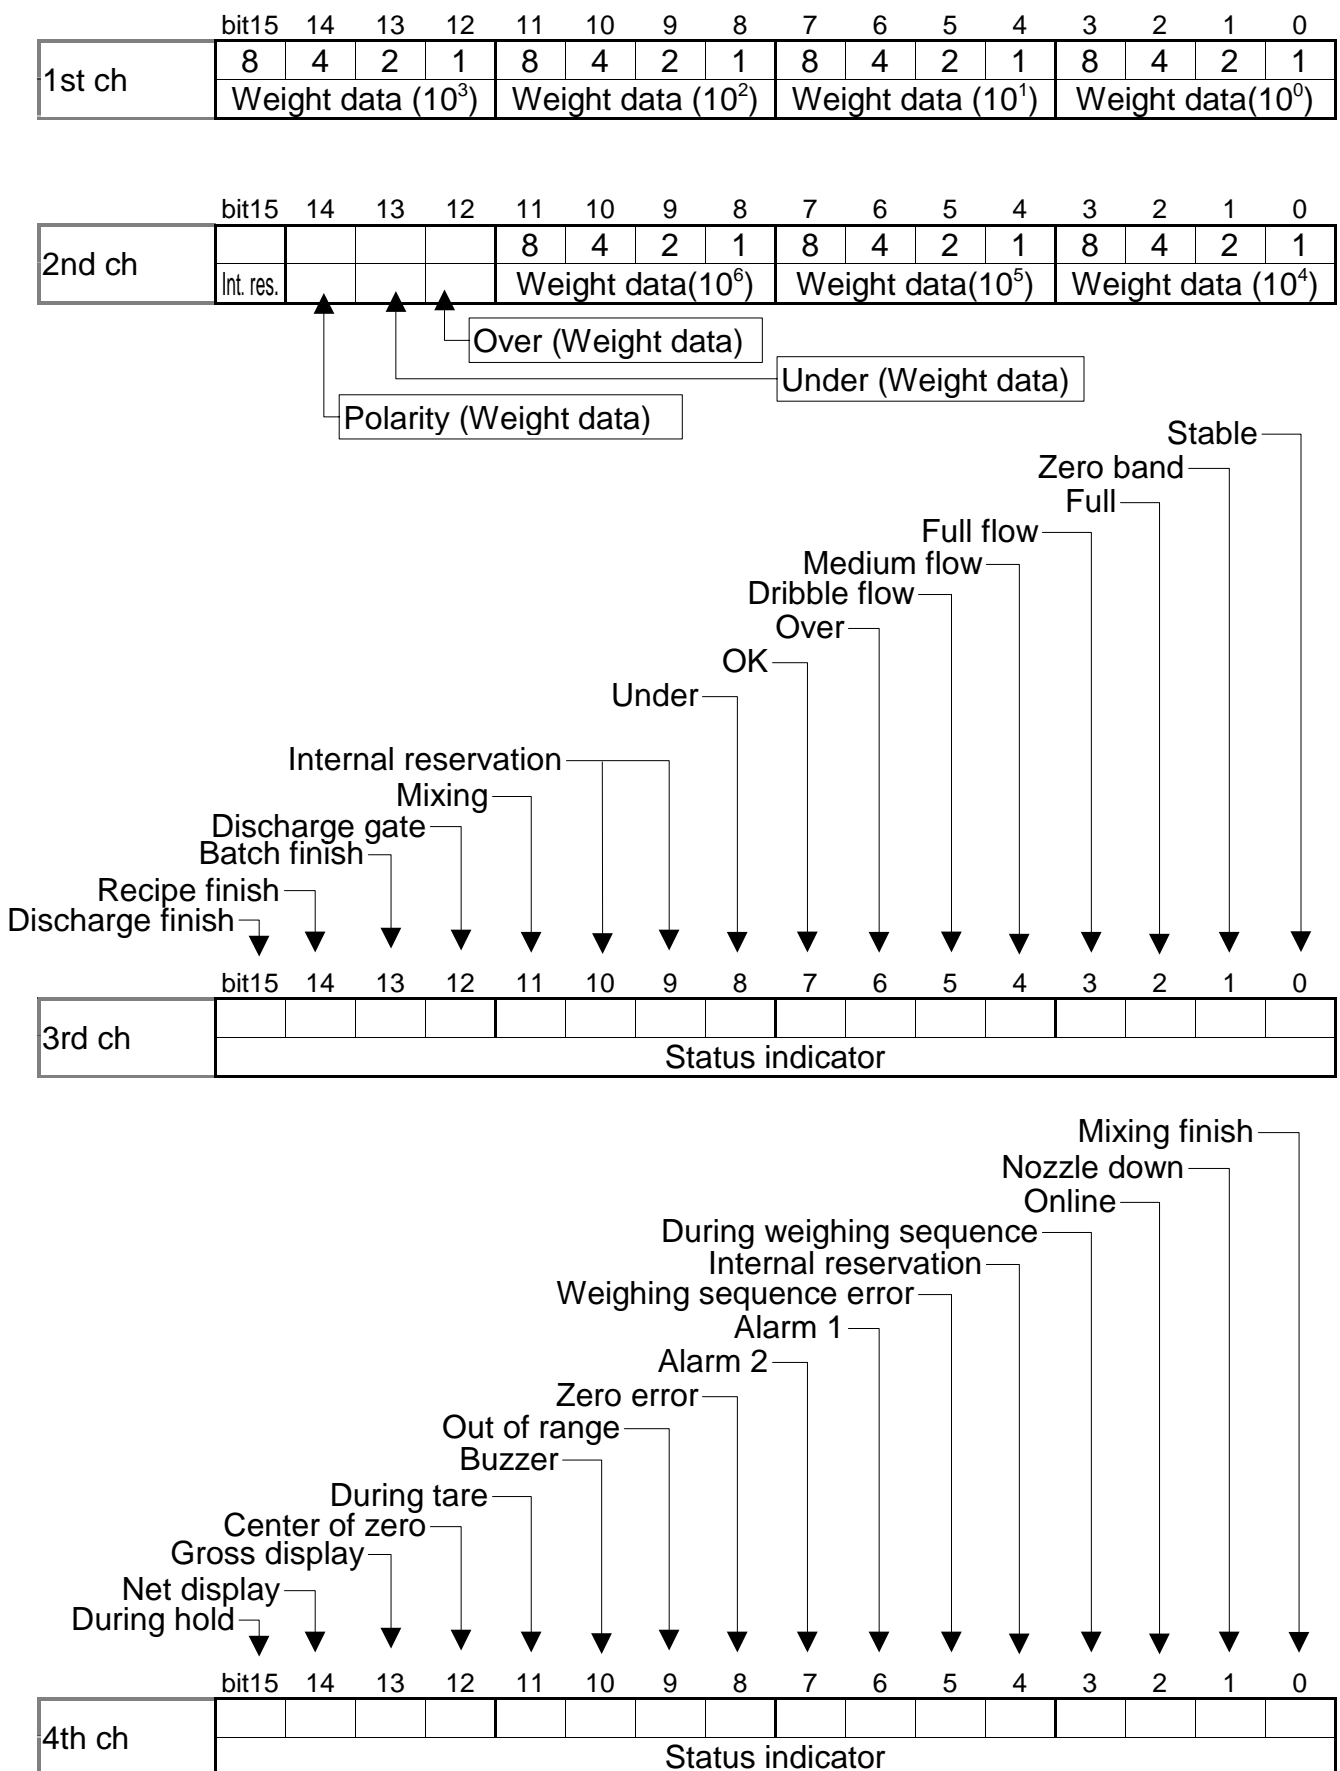 bit15 14 13 12 11 10 9 8 7 6 5 4 3 2 1 0
1st ch
8 4 2 1 8 4 2 1 8 4 2 1 8 4 2 1
Weight data (10³) Weight data (10²) Weight data (10¹) Weight data(10⁰)
bit15 14 13 12 11 10 9 8 7 6 5 4 3 2 1 0
2nd ch
8 4 2 1 8 4 2 1 8 4 2 1
Int. res. Weight data(10⁶) Weight data(10⁵) Weight data (10⁴)
Over (Weight data)
Under (Weight data)
Polarity (Weight data)
Stable
Zero band
Full
Full flow
Medium flow
Dribble flow
Over
OK
Under
Internal reservation
Mixing
Discharge gate
Batch finish
Recipe finish
Discharge finish
bit15 14 13 12 11 10 9 8 7 6 5 4 3 2 1 0
3rd ch
Status indicator
Mixing finish
Nozzle down
Online
During weighing sequence
Internal reservation
Weighing sequence error
Alarm 1
Alarm 2
Zero error
Out of range
Buzzer
During tare
Center of zero
Gross display
Net display
During hold
bit15 14 13 12 11 10 9 8 7 6 5 4 3 2 1 0
4th ch
Status indicator